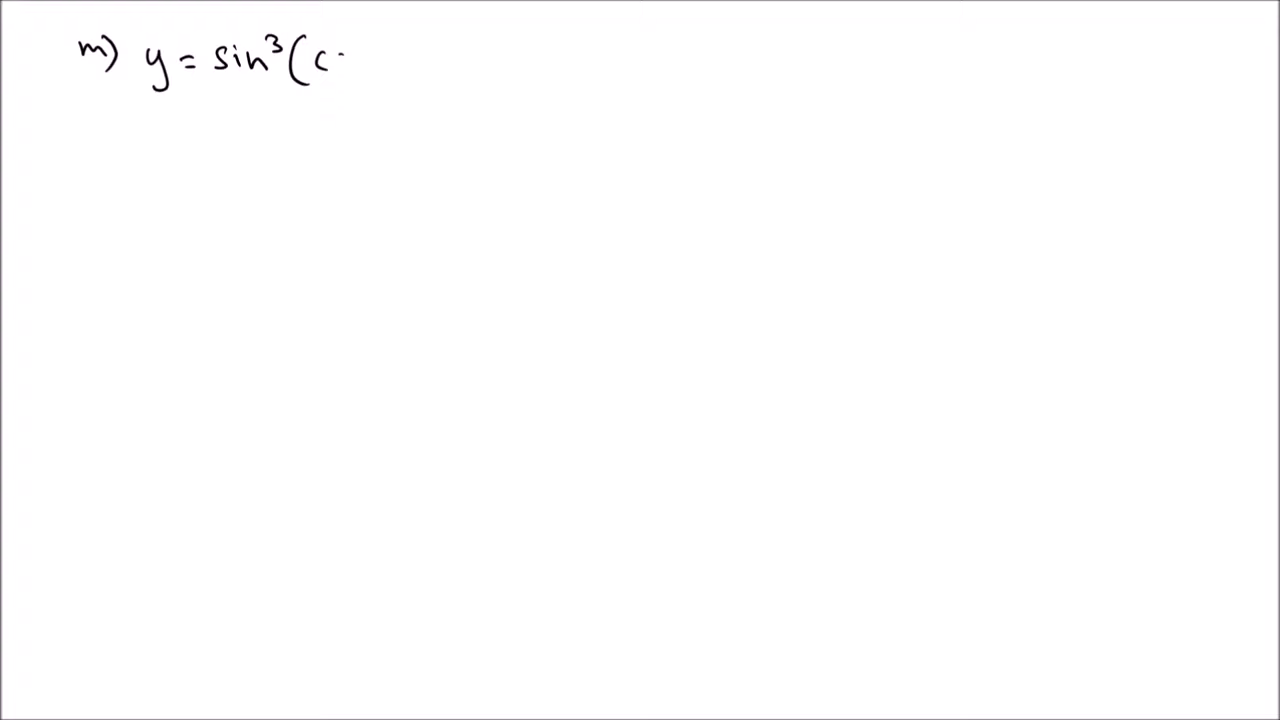 m) y = sin³(c